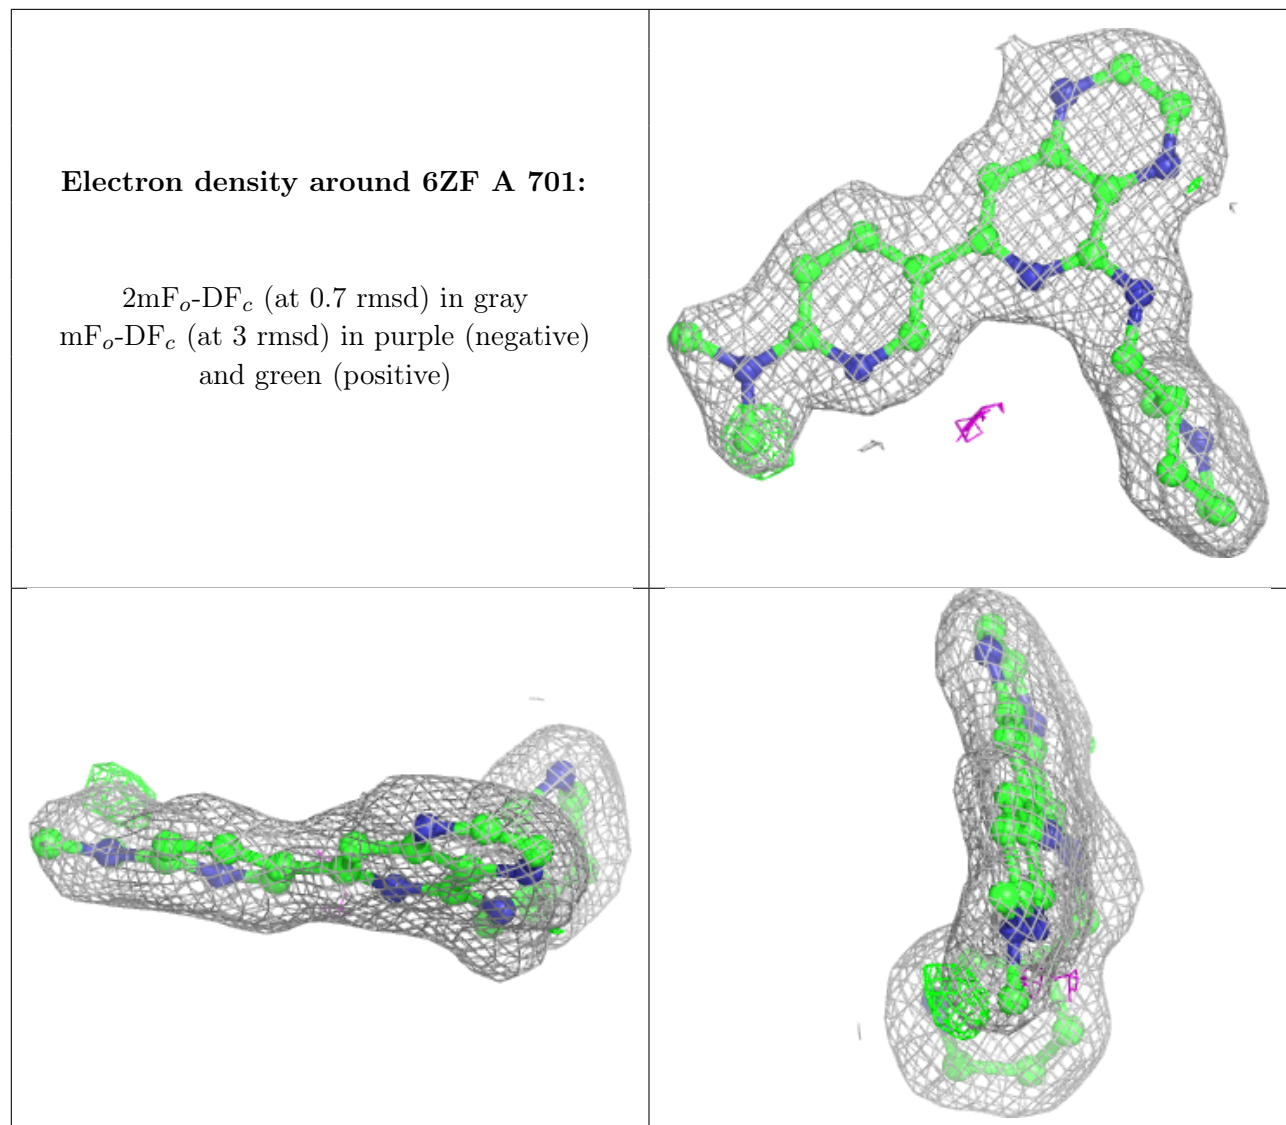 Electron density around 6ZF A 701:
2mFo-DFc (at 0.7 rmsd) in gray
mFo-DFc (at 3 rmsd) in purple (negative)
and green (positive)